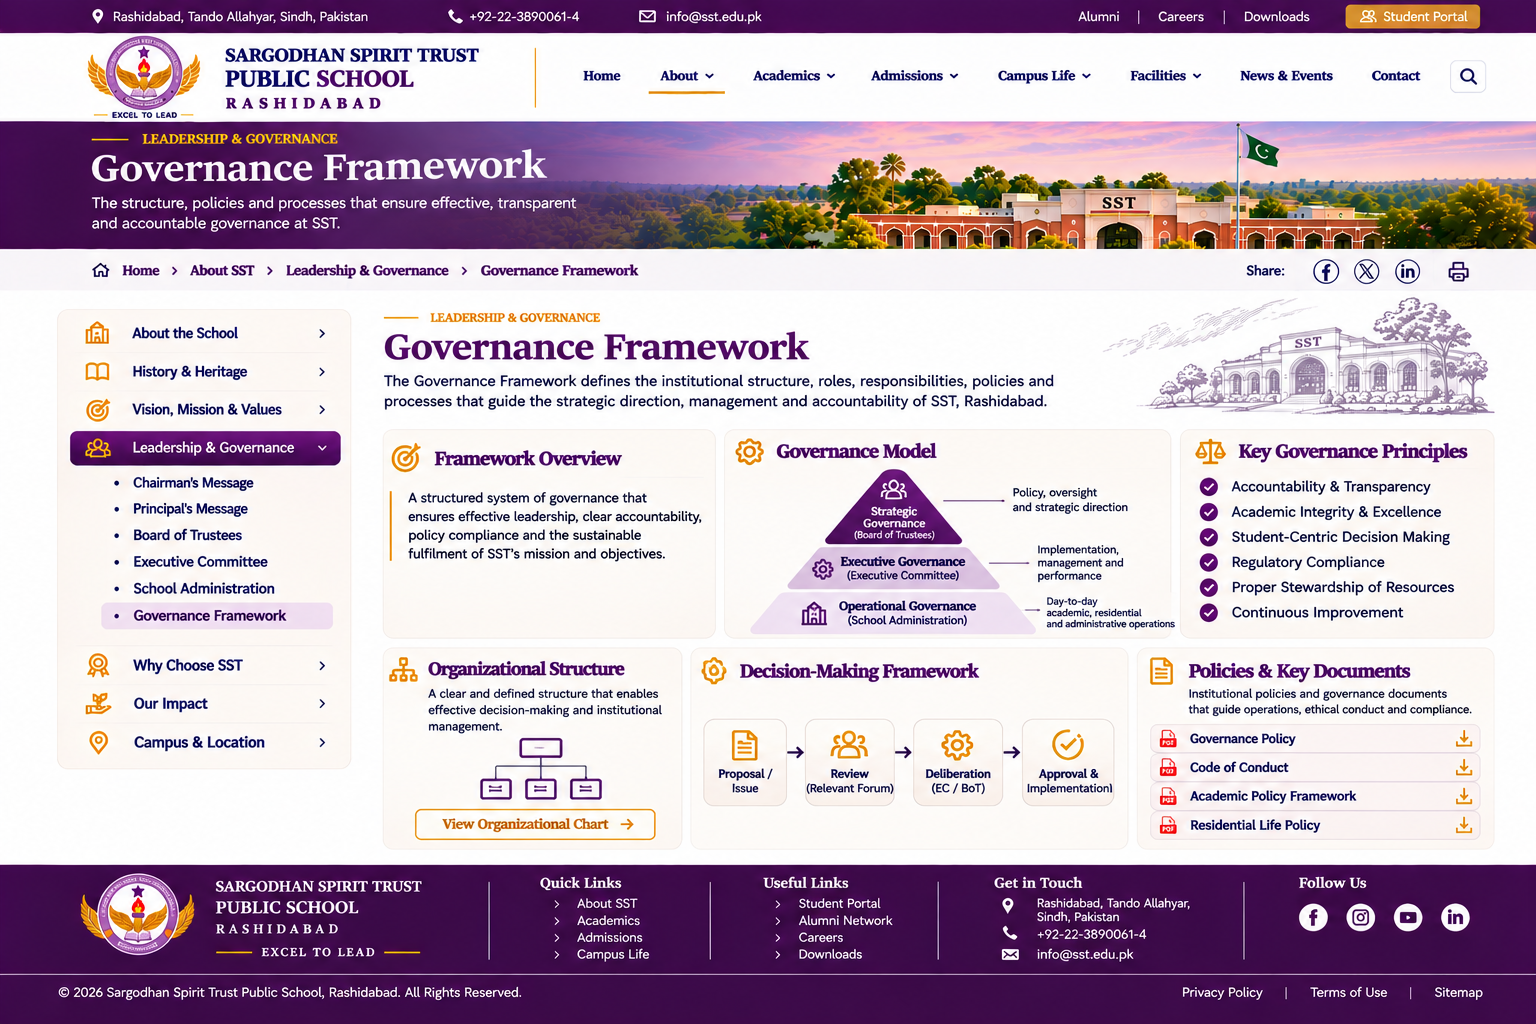 Rashidabad, Tando Allahyar, Sindh, Pakistan
+92-22-3890061-4
info@sst.edu.pk
Alumni
Careers
Downloads
Student Portal
EXCEL TO LEAD
SARGODHAN SPIRIT TRUST
PUBLIC SCHOOL
RASHIDABAD
Home
About
Academics
Admissions
Campus Life
Facilities
News & Events
Contact
LEADERSHIP & GOVERNANCE
Governance Framework
The structure, policies and processes that ensure effective, transparent
and accountable governance at SST.
SST
Home > About SST > Leadership & Governance > Governance Framework
Share:
About the School
History & Heritage
Vision, Mission & Values
Leadership & Governance
• Chairman's Message
• Principal's Message
• Board of Trustees
• Executive Committee
• School Administration
• Governance Framework
Why Choose SST
Our Impact
Campus & Location
LEADERSHIP & GOVERNANCE
Governance Framework
The Governance Framework defines the institutional structure, roles, responsibilities, policies and
processes that guide the strategic direction, management and accountability of SST, Rashidabad.
SST
Framework Overview
A structured system of governance that
ensures effective leadership, clear accountability,
policy compliance and the sustainable
fulfilment of SST's mission and objectives.
Governance Model
Strategic
Governance
(Board of Trustees)
Policy, oversight
and strategic direction
Executive Governance
(Executive Committee)
Implementation,
management and
performance
Operational Governance
(School Administration)
Day-to-day
academic, residential
and administrative operations
Key Governance Principles
Accountability & Transparency
Academic Integrity & Excellence
Student-Centric Decision Making
Regulatory Compliance
Proper Stewardship of Resources
Continuous Improvement
Organizational Structure
A clear and defined structure that enables
effective decision-making and institutional
management.
View Organizational Chart
Decision-Making Framework
Proposal /
Issue
Review
(Relevant Forum)
Deliberation
(EC / BoT)
Approval &
Implementation
Policies & Key Documents
Institutional policies and governance documents
that guide operations, ethical conduct and compliance.
Governance Policy
Code of Conduct
Academic Policy Framework
Residential Life Policy
SARGODHAN SPIRIT TRUST
PUBLIC SCHOOL
RASHIDABAD
EXCEL TO LEAD
Quick Links
> About SST
> Academics
> Admissions
> Campus Life
Useful Links
> Student Portal
> Alumni Network
> Careers
> Downloads
Get in Touch
Rashidabad, Tando Allahyar,
Sindh, Pakistan
+92-22-3890061-4
info@sst.edu.pk
Follow Us
© 2026 Sargodhan Spirit Trust Public School, Rashidabad. All Rights Reserved.
Privacy Policy
Terms of Use
Sitemap